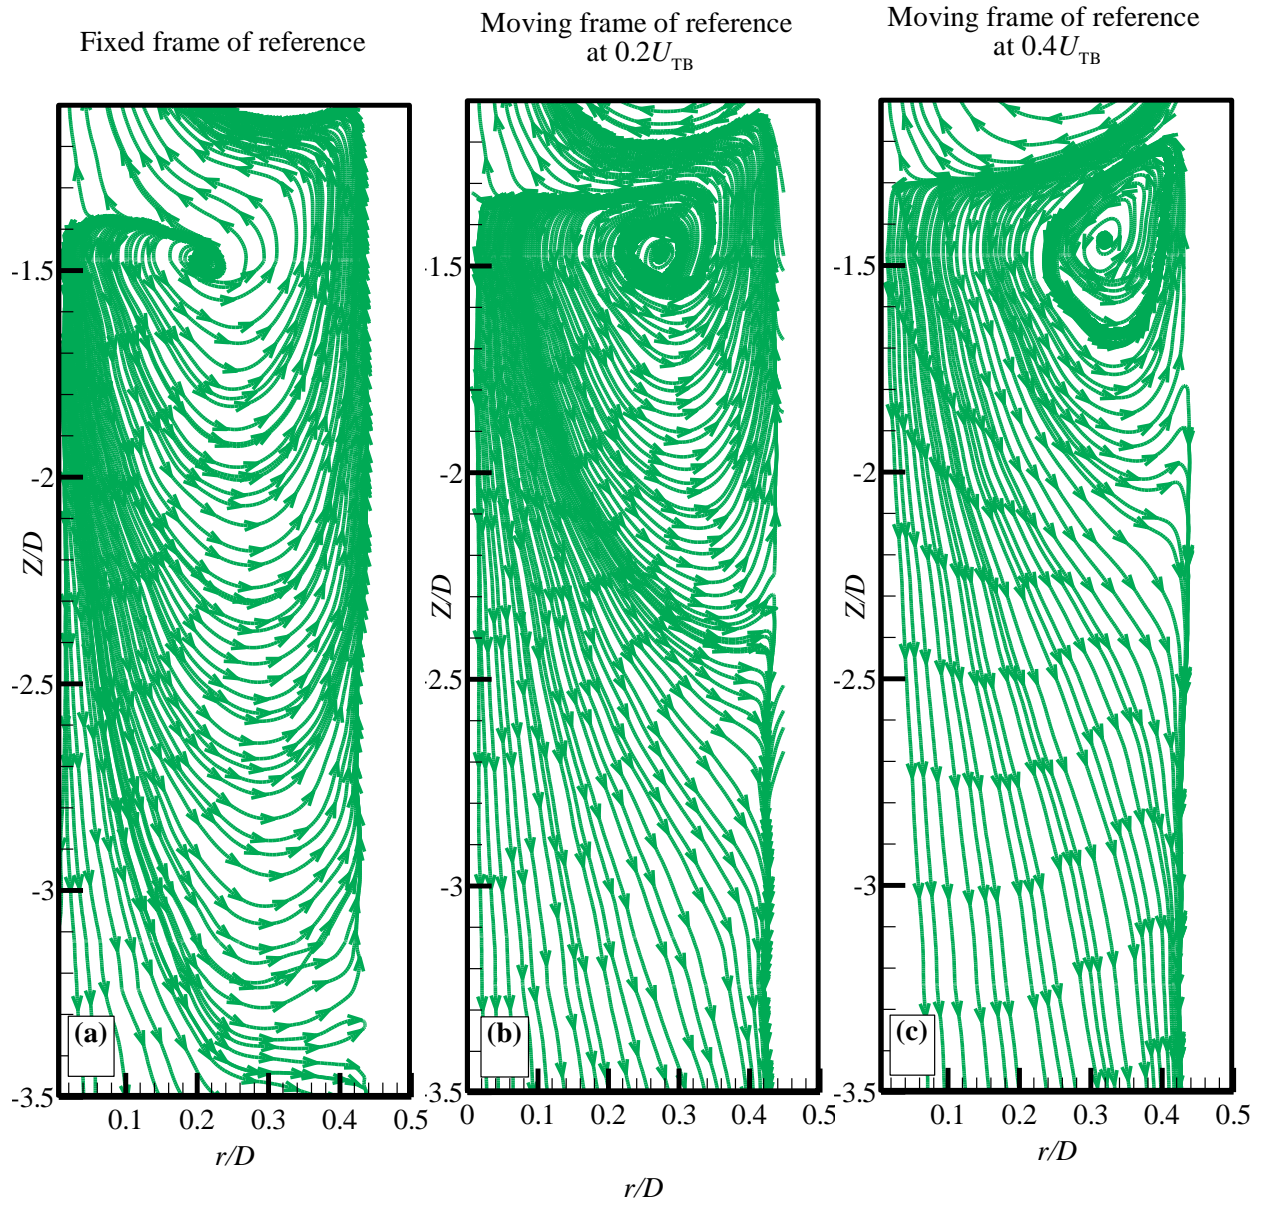 Fixed frame of reference
Moving frame of reference
at 0.2U_TB
Moving frame of reference
at 0.4U_TB
-1.5
-2
-2.5
-3
-3.5
Z/D
(a)
0.1
0.2
0.3
0.4
0.5
r/D
.1.5
-2
.2.5
-3
.3.5
Z/D
(b)
0
0.1
0.2
0.3
0.4
0.5
r/D
-1.5
-2
-2.5
-3
-3.5
Z/D
(c)
0.1
0.2
0.3
0.4
0.5
r/D